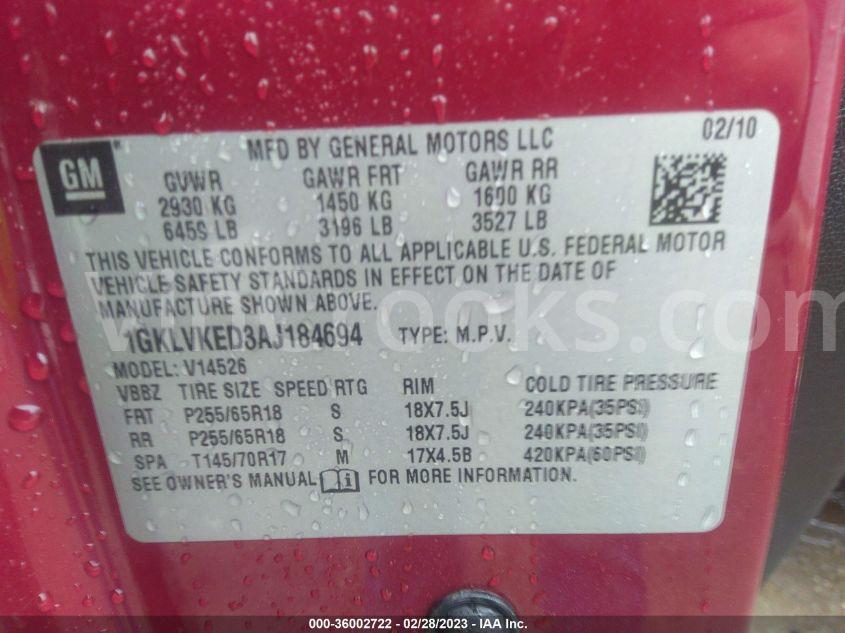 GM
MFD BY GENERAL MOTORS LLC 02/10
GVWR GAWR FRT GAWR RR
2930 KG 1450 KG 1600 KG
6459 LB 3196 LB 3527 LB
THIS VEHICLE CONFORMS TO ALL APPLICABLE U.S. FEDERAL MOTOR
VEHICLE SAFETY STANDARDS IN EFFECT ON THE DATE OF
MANUFACTURE SHOWN ABOVE.
1GKLVKED3AJ184694 TYPE: M.P.V.
MODEL: V14526
VBBZ TIRE SIZE SPEED RTG RIM COLD TIRE PRESSURE
FRT P255/65R18 S 18X7.5J 240KPA(35PSI)
RR P255/65R18 S 18X7.5J 240KPA(35PSI)
SPA T145/70R17 M 17X4.5B 420KPA(60PSI)
SEE OWNER'S MANUAL FOR MORE INFORMATION.
000-36002722 - 02/28/2023 - IAA Inc.